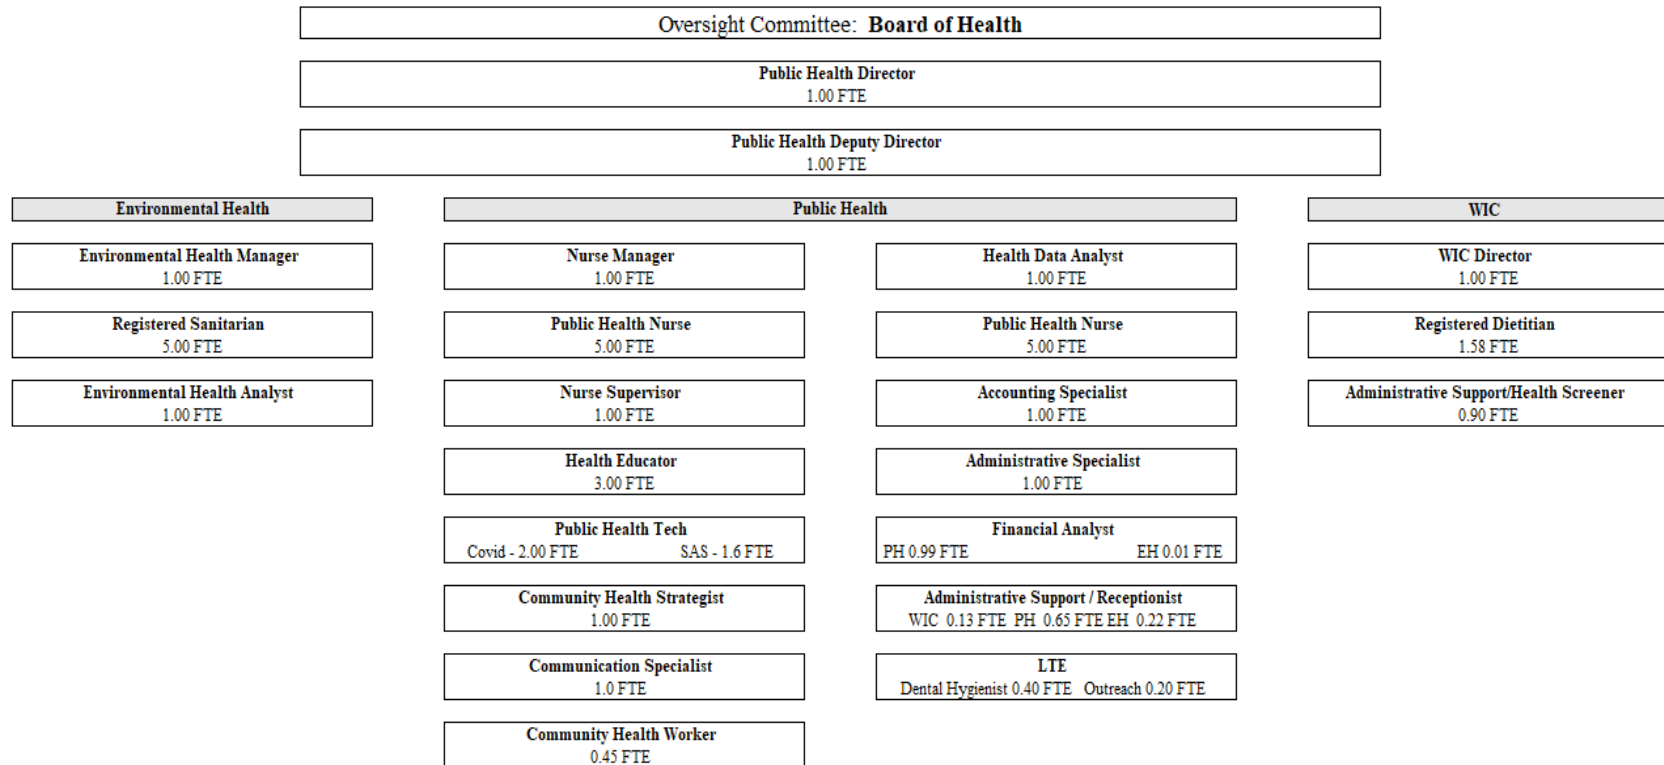 Oversight Committee: Board of Health
Public Health Director
1.00 FTE
Public Health Deputy Director
1.00 FTE
Environmental Health
Environmental Health Manager
1.00 FTE
Registered Sanitarian
5.00 FTE
Environmental Health Analyst
1.00 FTE
Public Health
Nurse Manager
1.00 FTE
Public Health Nurse
5.00 FTE
Nurse Supervisor
1.00 FTE
Health Educator
3.00 FTE
Public Health Tech
Covid - 2.00 FTE SAS - 1.6 FTE
Community Health Strategist
1.00 FTE
Communication Specialist
1.0 FTE
Community Health Worker
0.45 FTE
Health Data Analyst
1.00 FTE
Public Health Nurse
5.00 FTE
Accounting Specialist
1.00 FTE
Administrative Specialist
1.00 FTE
Financial Analyst
PH 0.99 FTE EH 0.01 FTE
Administrative Support / Receptionist
WIC 0.13 FTE PH 0.65 FTE EH 0.22 FTE
LTE
Dental Hygienist 0.40 FTE Outreach 0.20 FTE
WIC
WIC Director
1.00 FTE
Registered Dietitian
1.58 FTE
Administrative Support/Health Screener
0.90 FTE